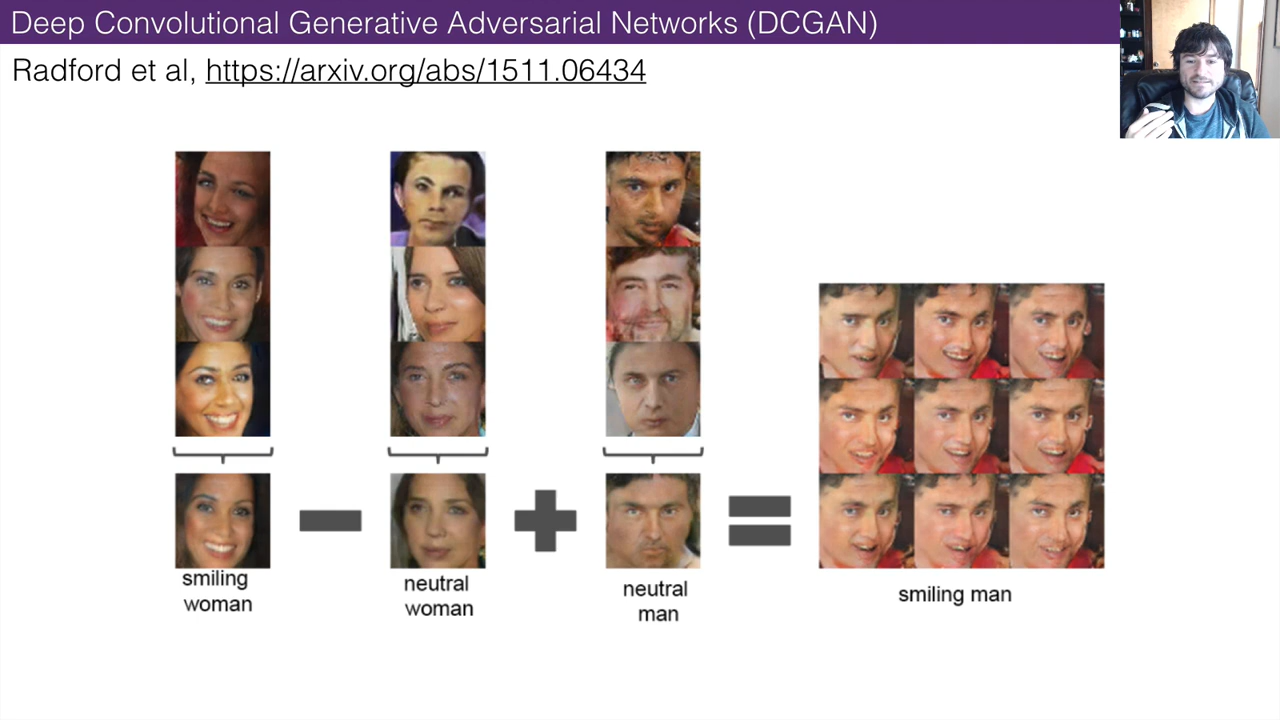 Deep Convolutional Generative Adversarial Networks (DCGAN)
Radford et al, https://arxiv.org/abs/1511.06434
smiling
woman
neutral
woman
neutral
man
smiling man